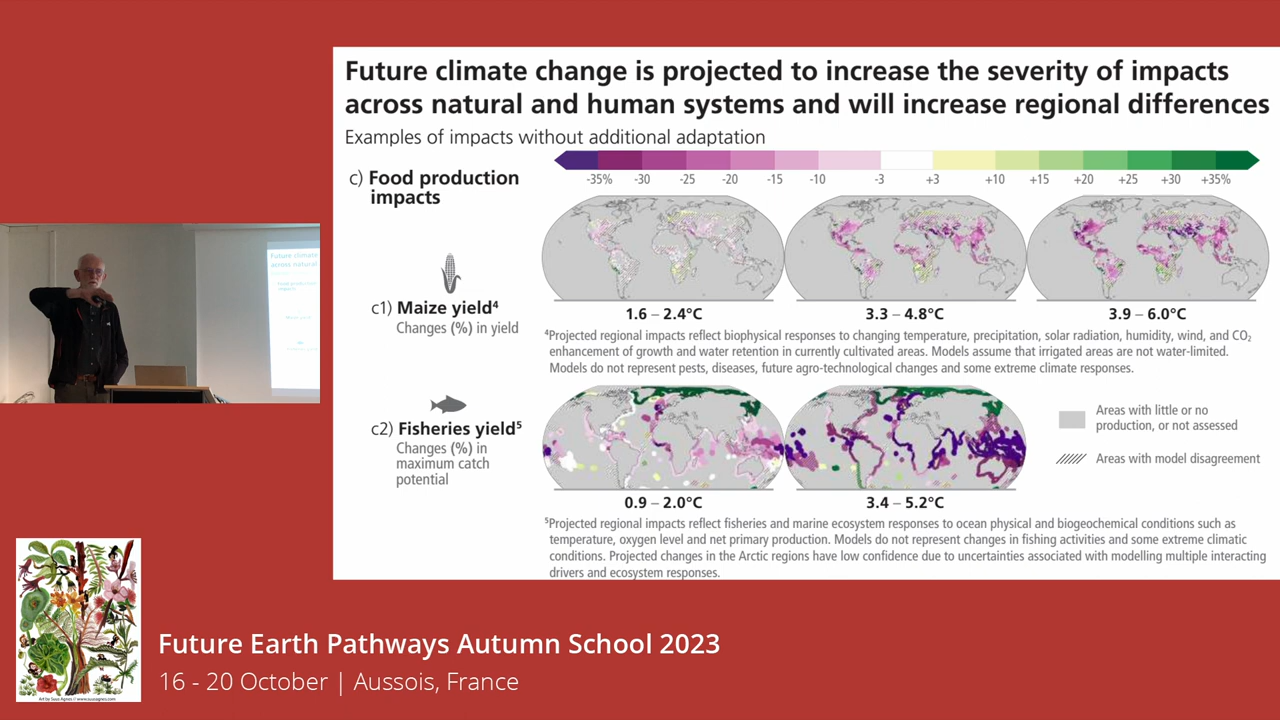 Future climate change is projected to increase the severity of impacts
across natural and human systems and will increase regional differences
Examples of impacts without additional adaptation
c) Food production
impacts
-35% -30 -25 -20 -15 -10 -3 +3 +10 +15 +20 +25 +30 +35%
c1) Maize yield⁴
Changes (%) in yield
1.6 – 2.4°C
3.3 – 4.8°C
3.9 – 6.0°C
⁴Projected regional impacts reflect biophysical responses to changing temperature, precipitation, solar radiation, humidity, wind, and CO₂
enhancement of growth and water retention in currently cultivated areas. Models assume that irrigated areas are not water-limited.
Models do not represent pests, diseases, future agro-technological changes and some extreme climate responses.
c2) Fisheries yield⁵
Changes (%) in
maximum catch
potential
0.9 – 2.0°C
3.4 – 5.2°C
Areas with little or no
production, or not assessed
Areas with model disagreement
⁵Projected regional impacts reflect fisheries and marine ecosystem responses to ocean physical and biogeochemical conditions such as
temperature, oxygen level and net primary production. Models do not represent changes in fishing activities and some extreme climatic
conditions. Projected changes in the Arctic regions have low confidence due to uncertainties associated with modelling multiple interacting
drivers and ecosystem responses.
Future climate
across natural
Food production
impacts
Future Earth Pathways Autumn School 2023
16 - 20 October | Aussois, France